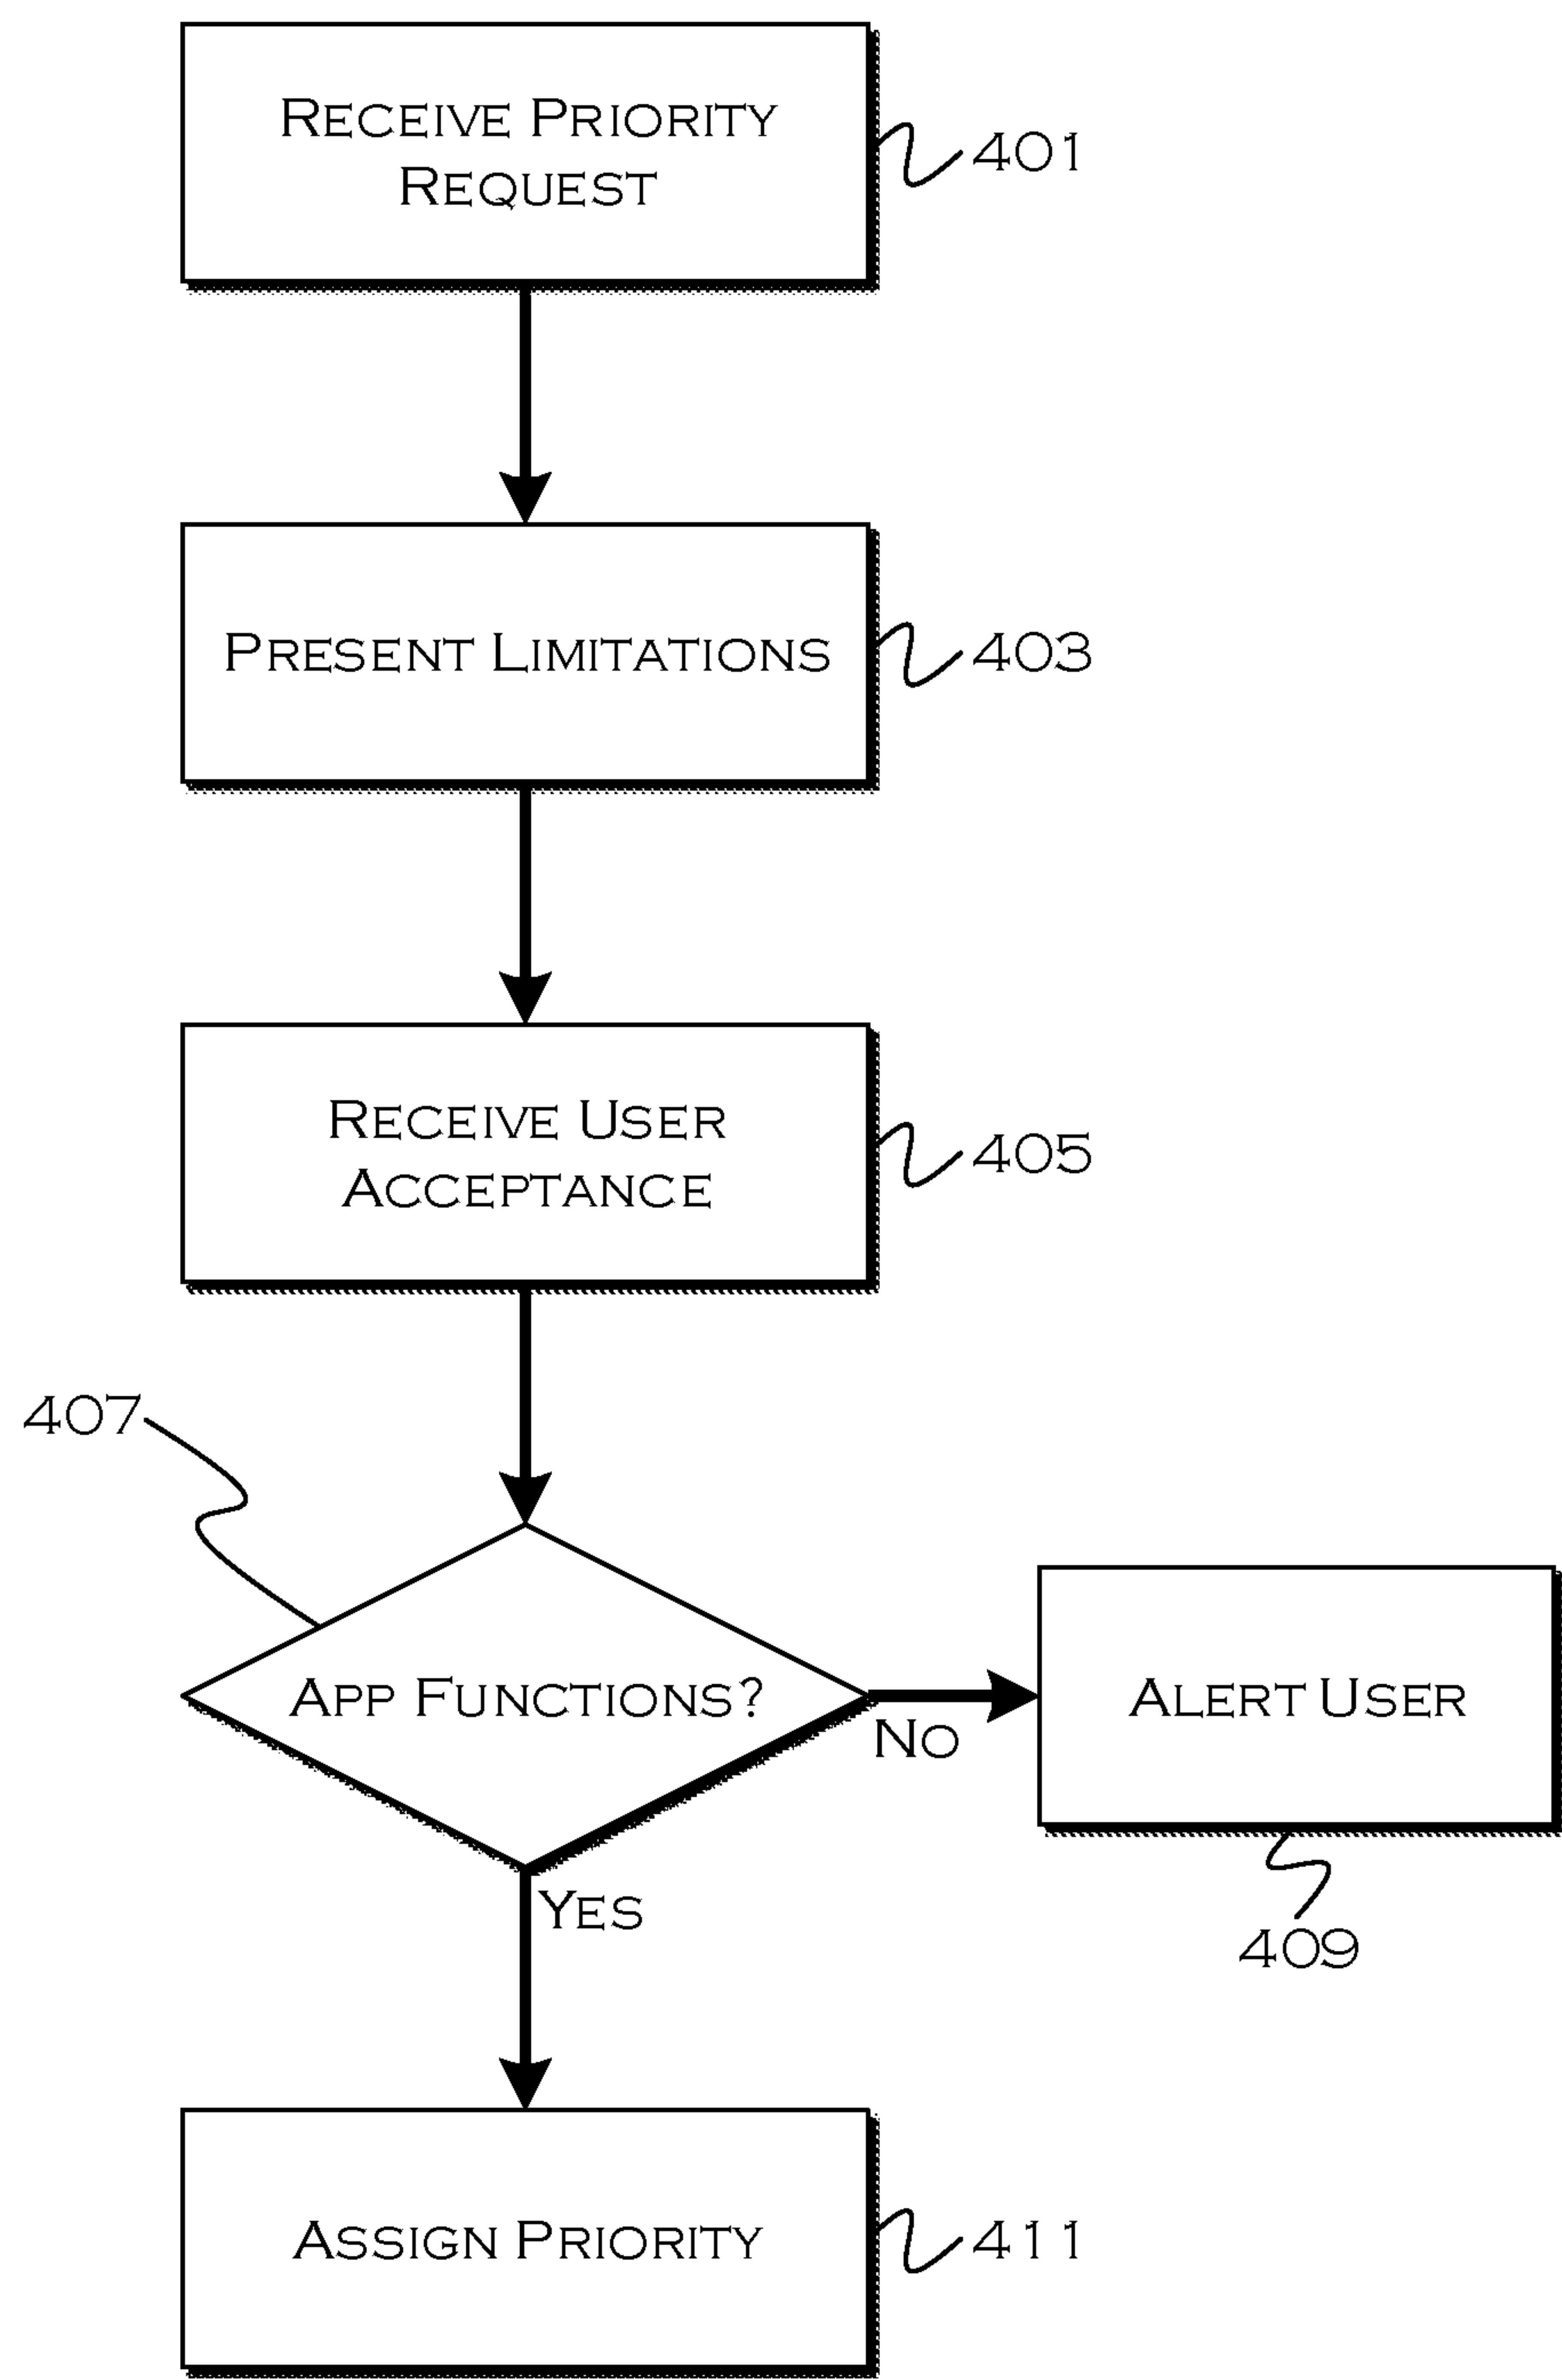 RECEIVE PRIORITY
REQUEST
401
PRESENT LIMITATIONS
403
RECEIVE USER
ACCEPTANCE
405
407
APP FUNCTIONS?
NO
ALERT USER
409
YES
ASSIGN PRIORITY
411